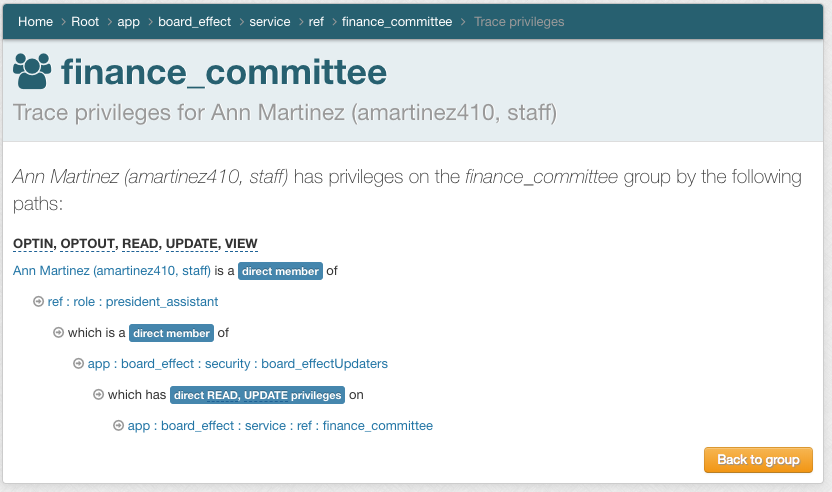 Home > Root > app > board_effect > service > ref > finance_committee > Trace privileges
finance_committee
Trace privileges for Ann Martinez (amartinez410, staff)
Ann Martinez (amartinez410, staff) has privileges on the finance_committee group by the following
paths:
OPTIN, OPTOUT, READ, UPDATE, VIEW
Ann Martinez (amartinez410, staff) is a direct member of
ref : role : president_assistant
which is a direct member of
app : board_effect : security : board_effectUpdaters
which has direct READ, UPDATE privileges on
app : board_effect : service : ref : finance_committee
Back to group